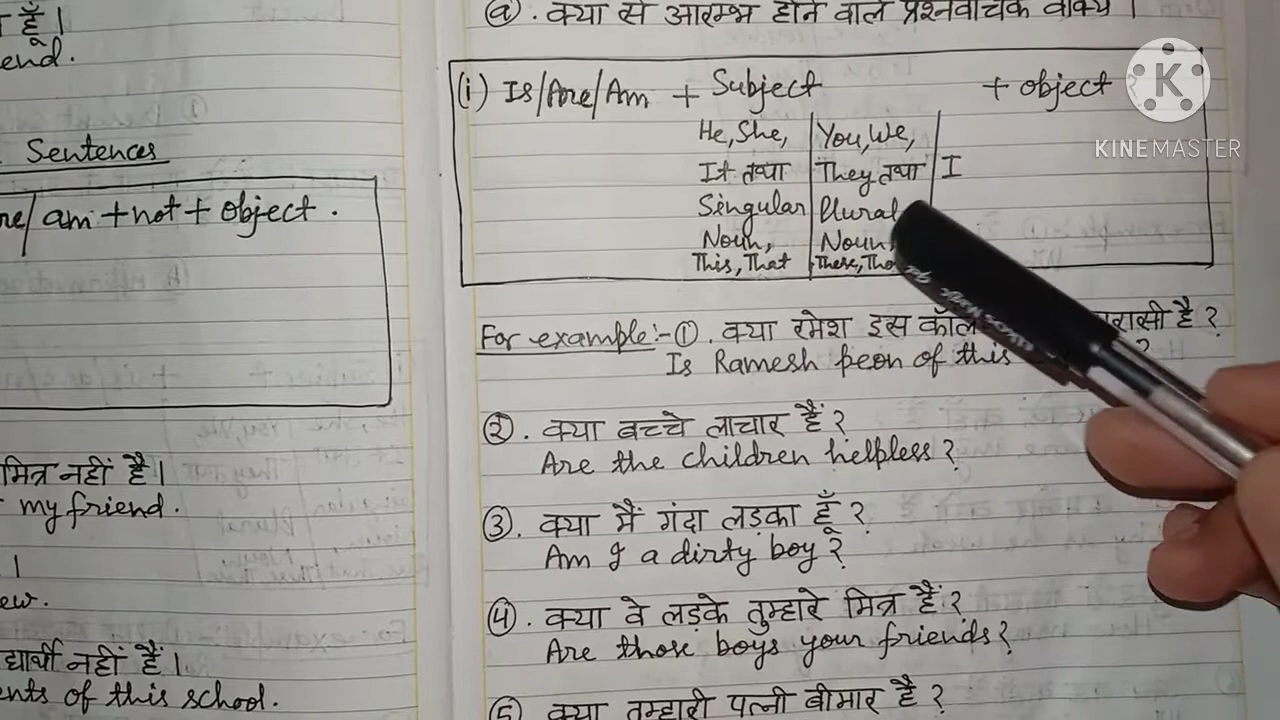 हूँ।
end.
Sentences
re/am + not + object.
मित्र नहीं है।
my friend.
।
ew.
द्यार्थी नहीं हैं।
ents of this school.
(a). क्या से आरम्भ होने वाले प्रश्नवाचक वाक्य।
(i) Is/Are/Am + Subject + object
He, She, You, We,
It तथा They तथा I
Singular Plural
Noun, Noun,
This, That These, Tho
For example:- ①. क्या रमेश इस कॉल रासी है?
Is Ramesh peon of this ?
②. क्या बच्चे लाचार हैं?
Are the children helpless?
③. क्या मैं गंदा लड़का हूँ?
Am I a dirty boy?
④. क्या वे लड़के तुम्हारे मित्र हैं?
Are those boys your friends?
⑤. क्या तुम्हारी पत्नी बीमार है?
K
KINEMASTER